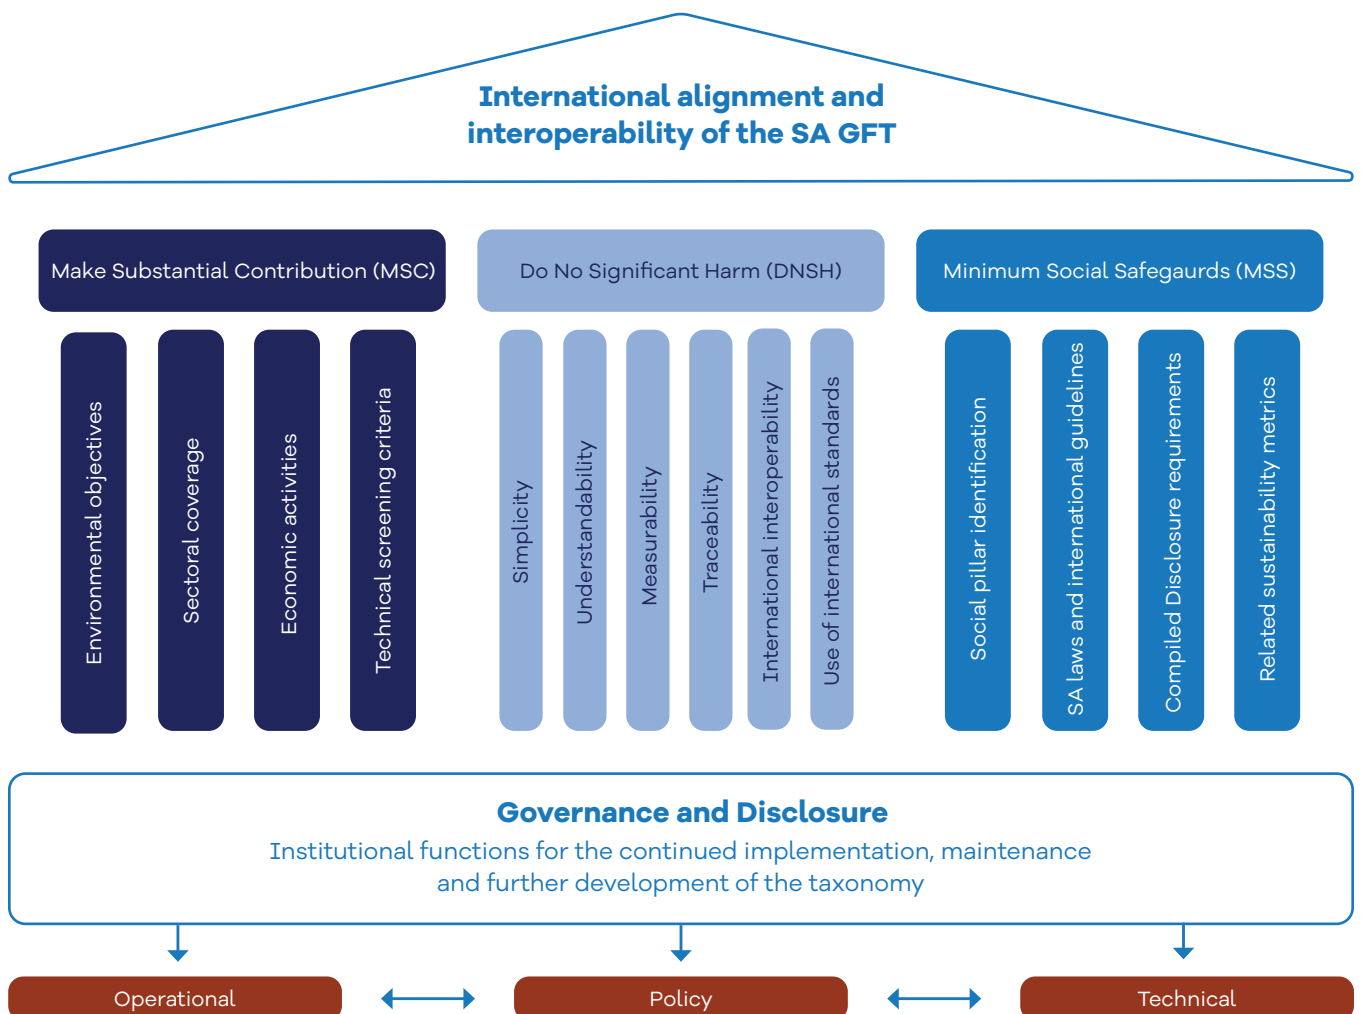 International alignment and
interoperability of the SA GFT
Make Substantial Contribution (MSC)
Environmental objectives
Sectoral coverage
Economic activities
Technical screening criteria
Do No Significant Harm (DNSH)
Simplicity
Understandability
Measurability
Traceability
International interoperability
Use of international standards
Minimum Social Safegaurds (MSS)
Social pillar identification
SA laws and international guidelines
Compiled Disclosure requirements
Related sustainability metrics
Governance and Disclosure
Institutional functions for the continued implementation, maintenance
and further development of the taxonomy
Operational
Policy
Technical